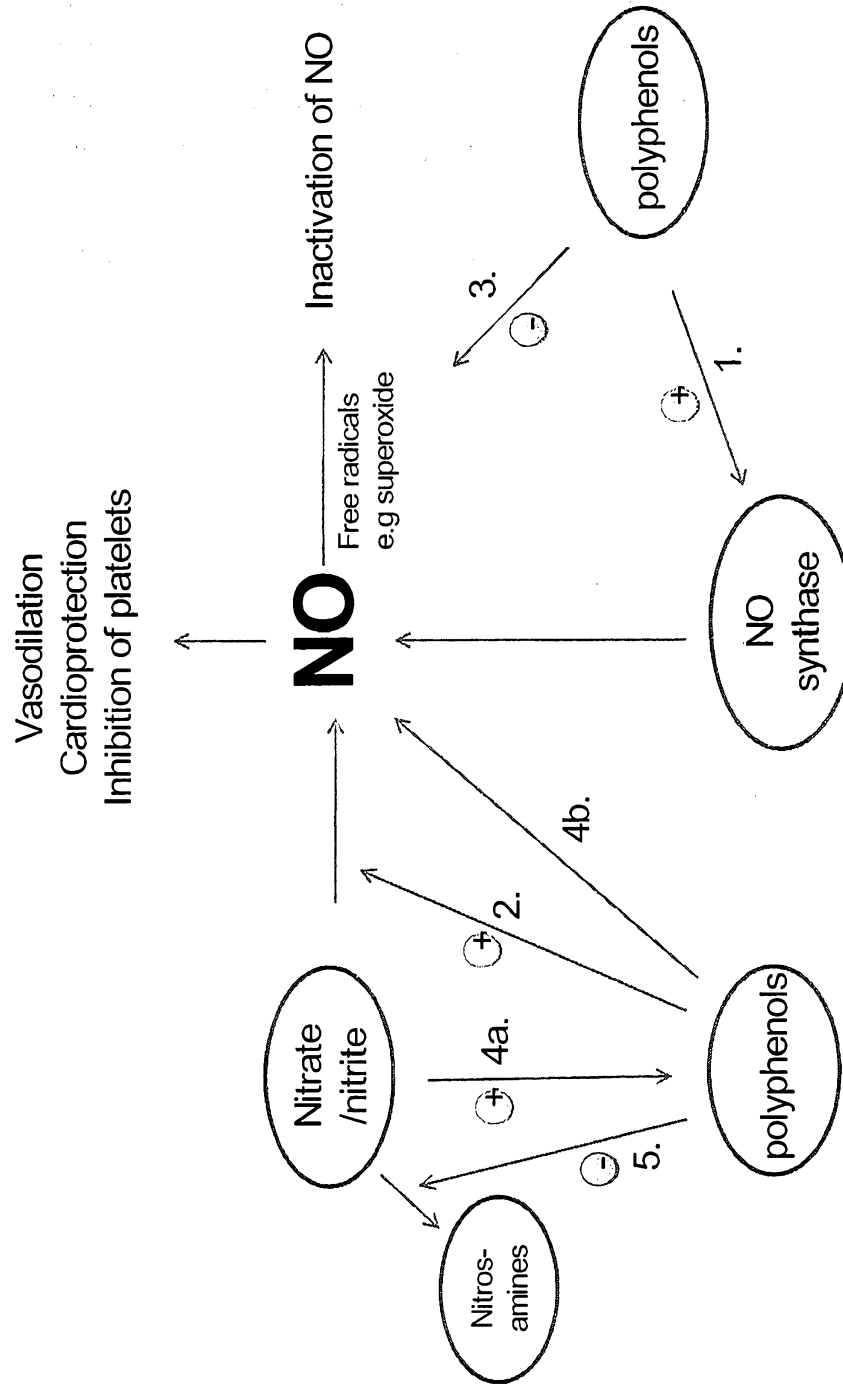 Vasodilation
Cardioprotection
Inhibition of platelets
Nitrate
/nitrite
NO
Inactivation of NO
Free radicals
e.g superoxide
Nitros-
amines
+
4a.
+
2.
-
3.
-
5.
4b.
+
1.
polyphenols
NO
synthase
polyphenols